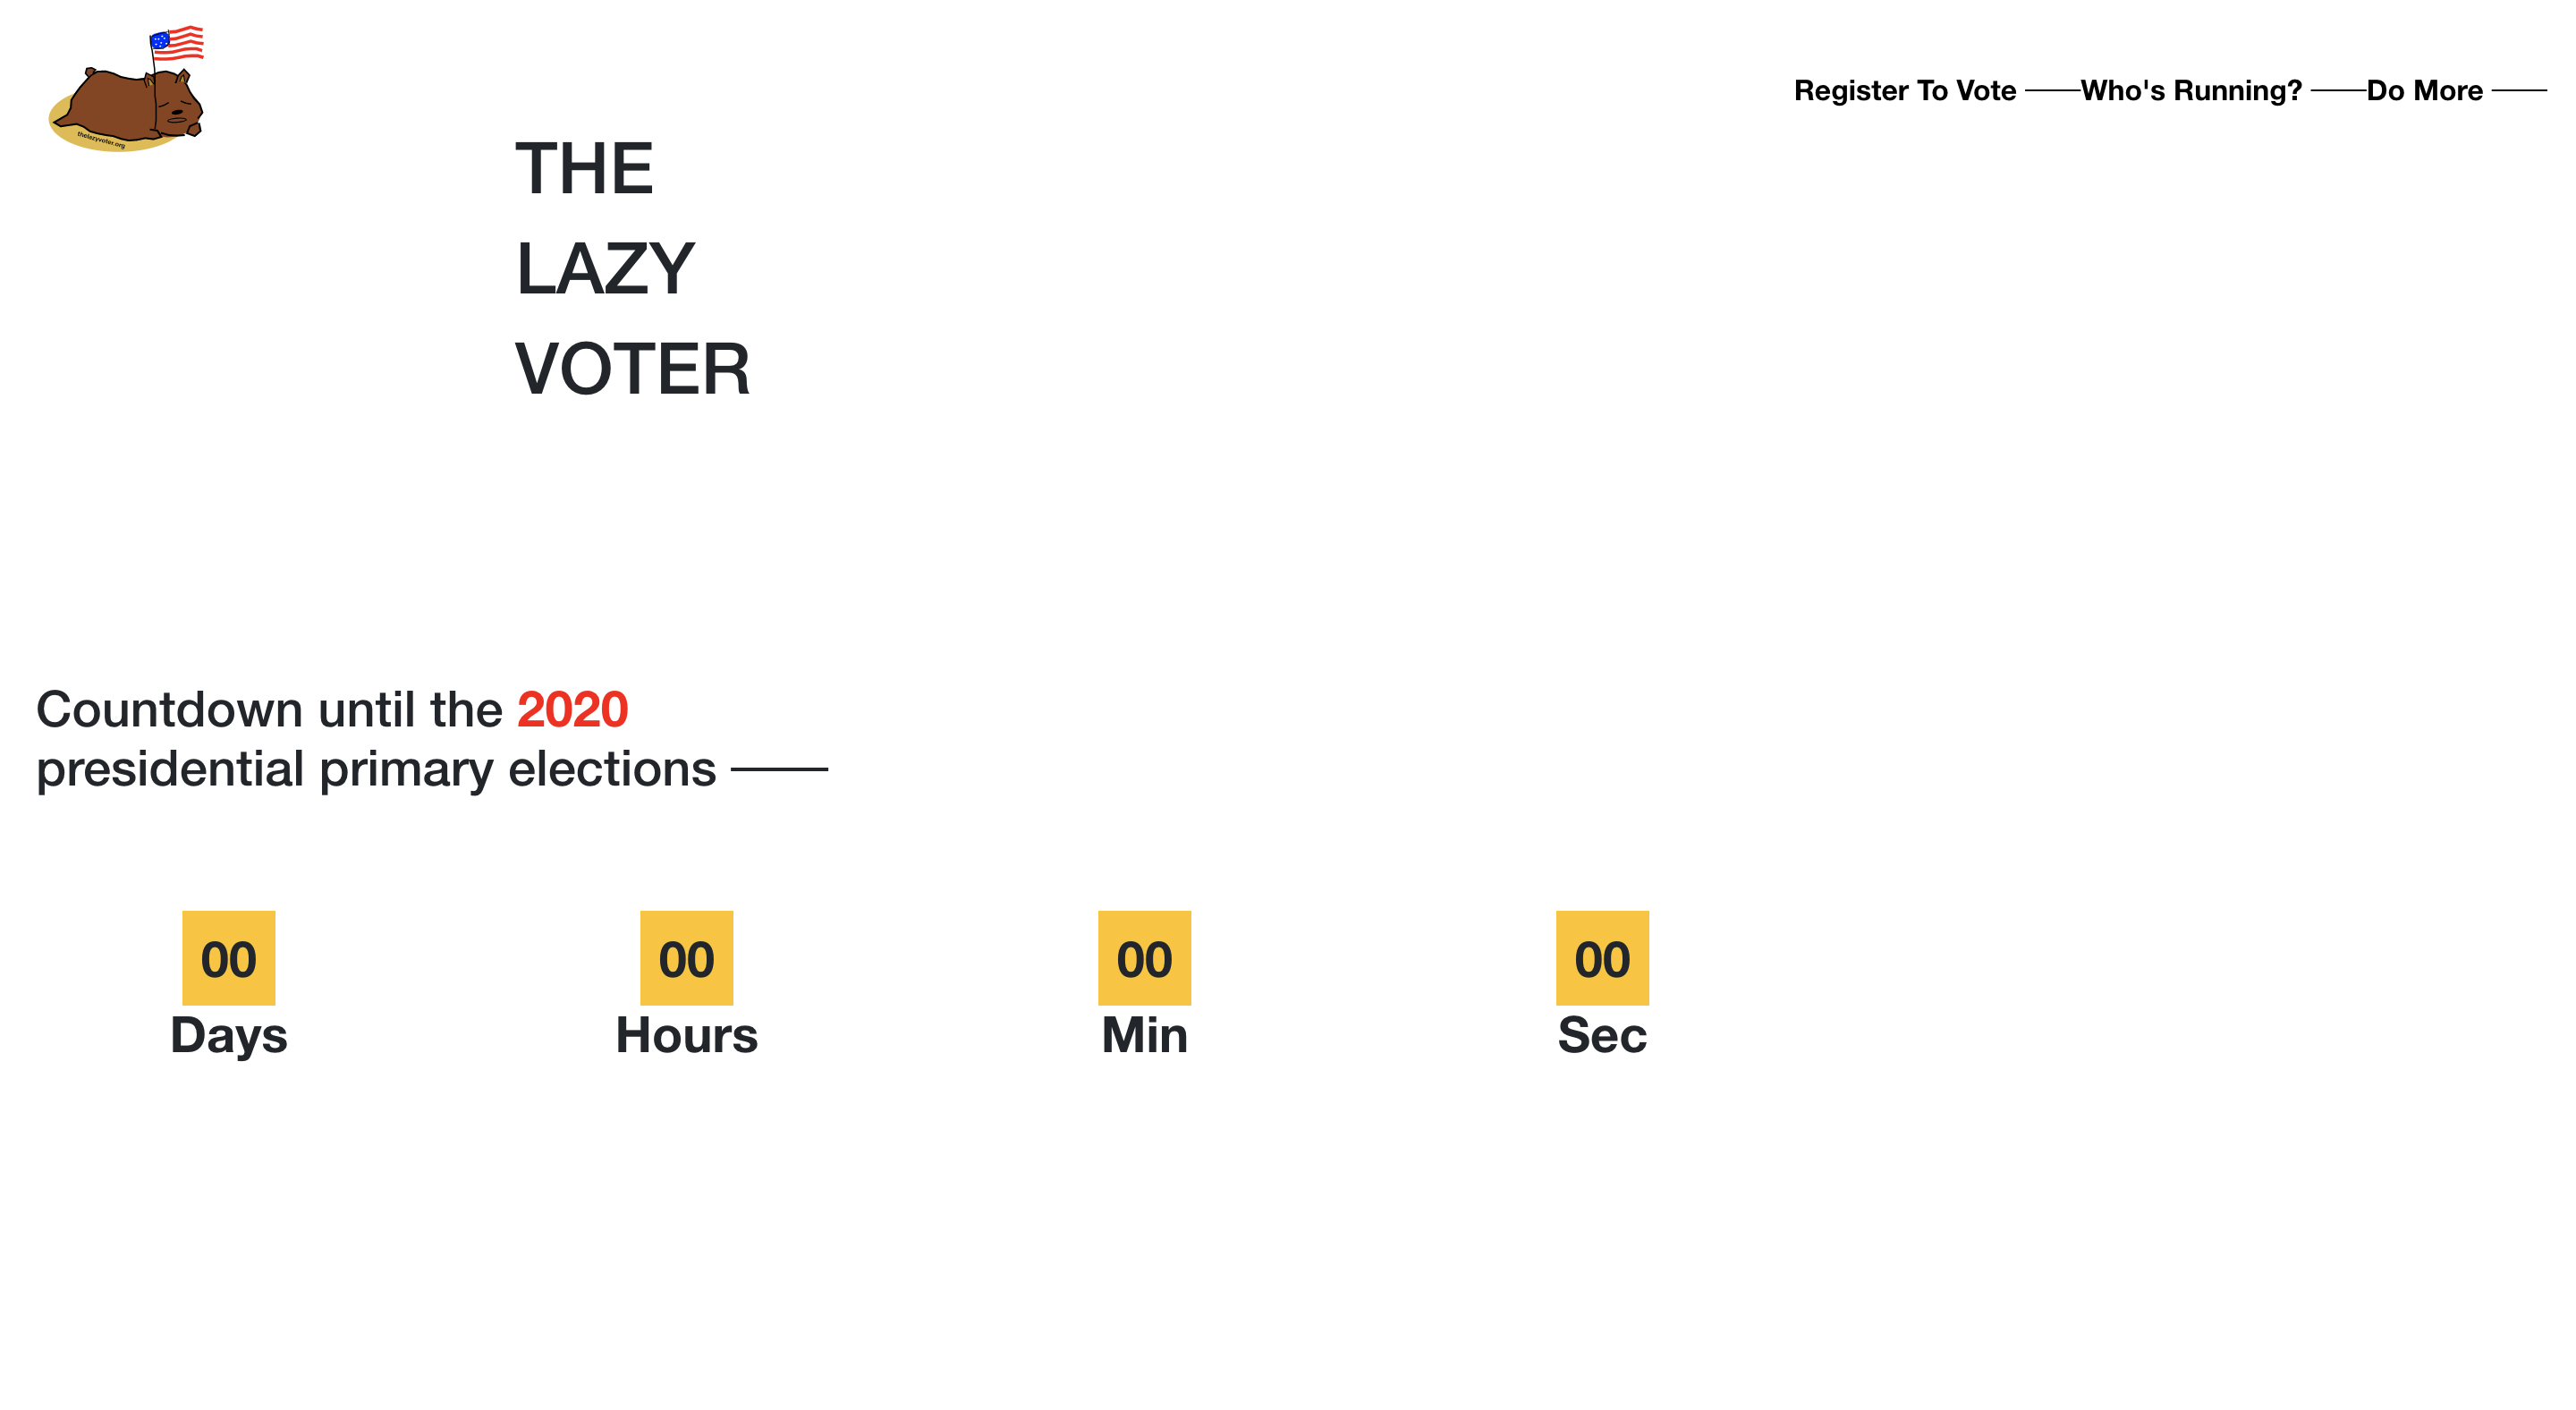 thelazyvoter.org
Register To Vote Who's Running? Do More
THE
LAZY
VOTER
Countdown until the 2020
presidential primary elections
00 00 00 00
Days Hours Min Sec